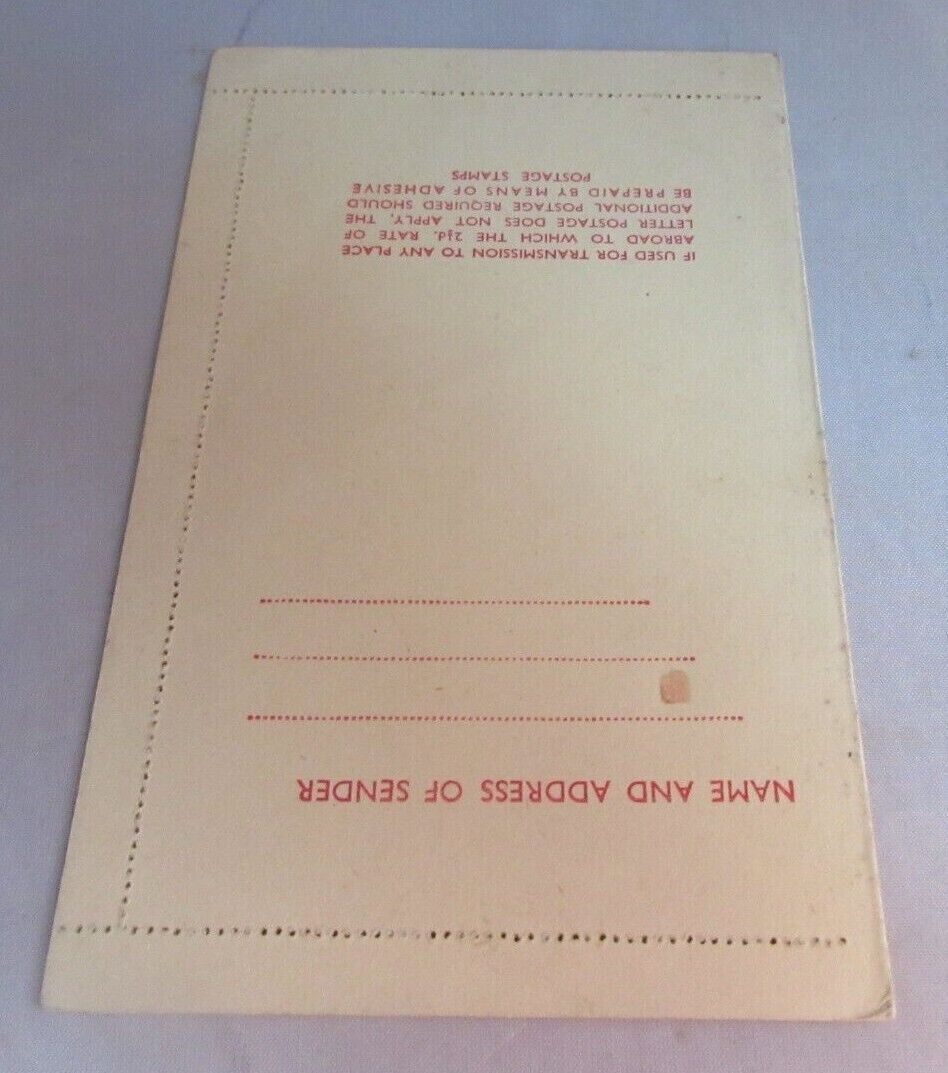 NAME AND ADDRESS OF SENDER
IF USED FOR TRANSMISSION TO ANY PLACE
ABROAD TO WHICH THE 2½d. RATE OF
LETTER POSTAGE DOES NOT APPLY, THE
ADDITIONAL POSTAGE REQUIRED SHOULD
BE PREPAID BY MEANS OF ADHESIVE
POSTAGE STAMPS